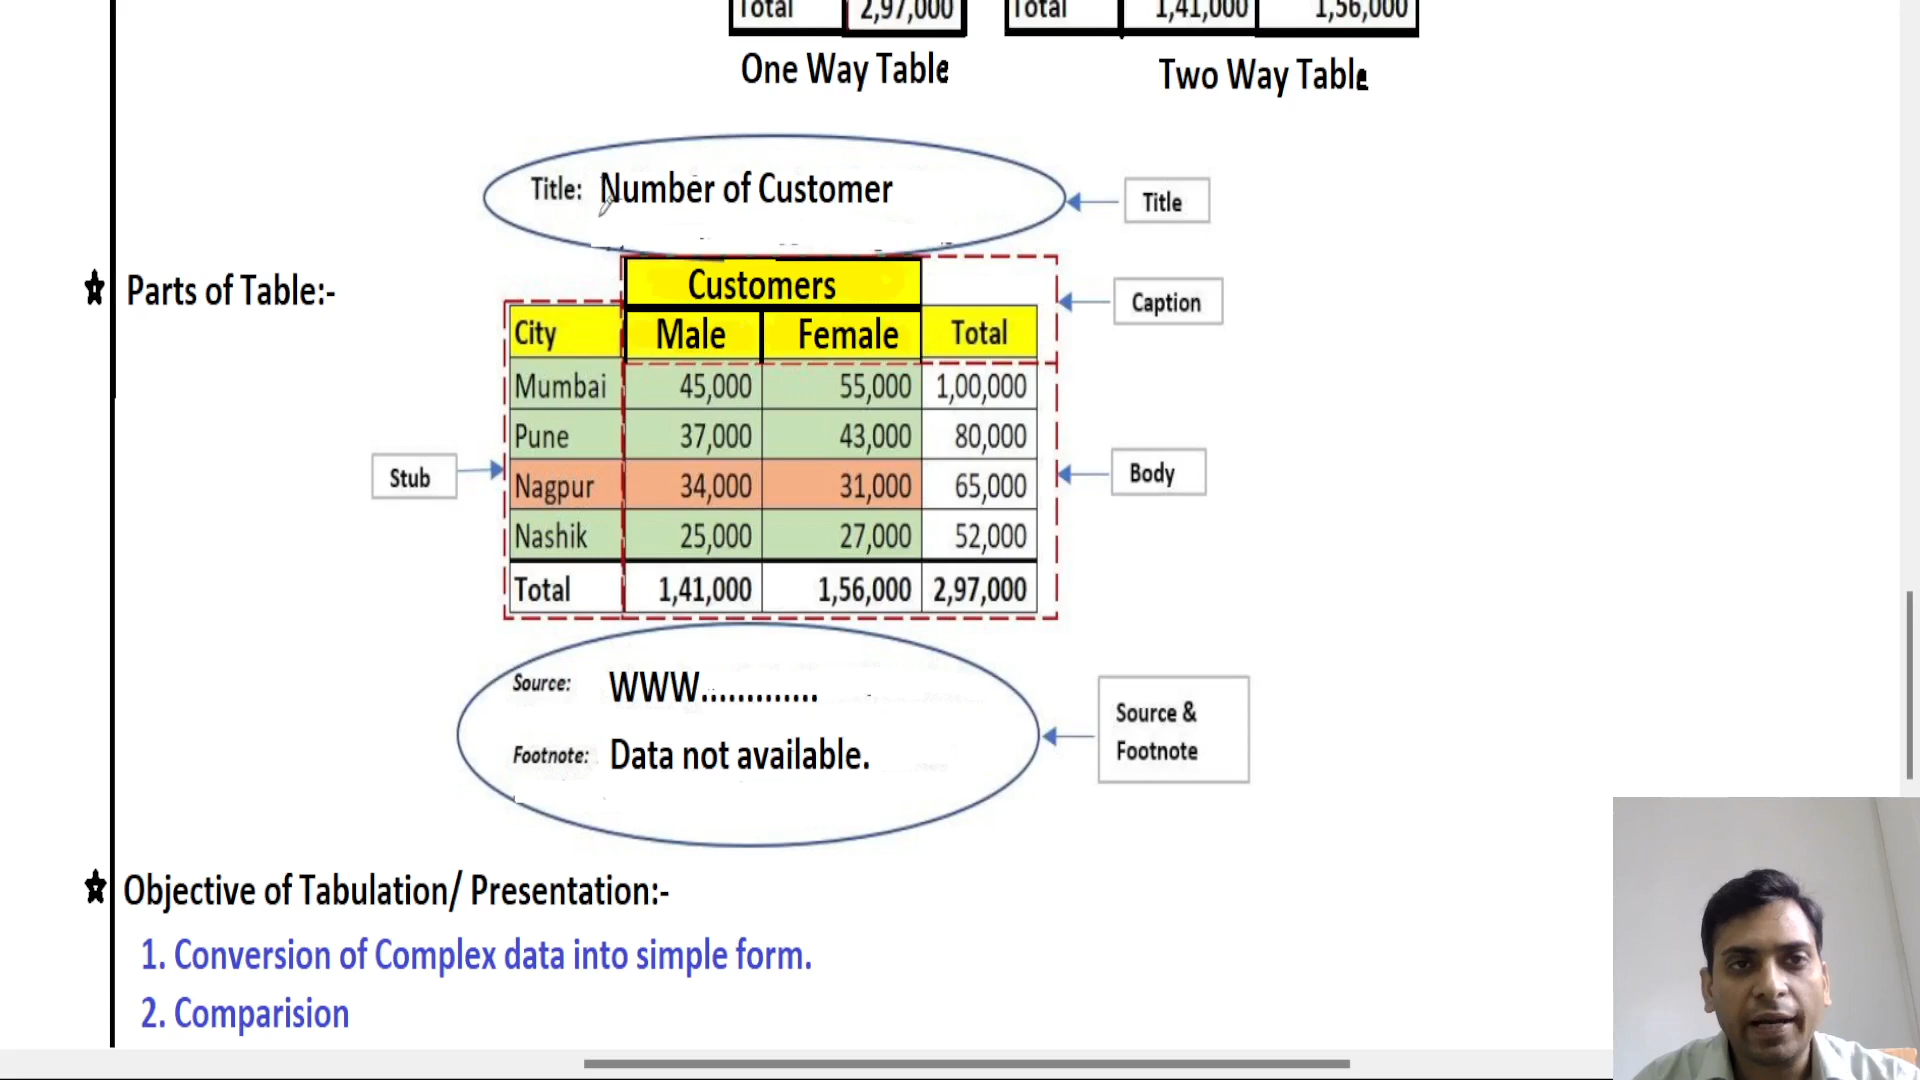 Total 2,97,000 Total 1,41,000 1,56,000
One Way Table Two Way Table
Title: Number of Customer
Title
Parts of Table:-
Customers
Caption
City Male Female Total
Mumbai 45,000 55,000 1,00,000
Pune 37,000 43,000 80,000
Stub
Body
Nagpur 34,000 31,000 65,000
Nashik 25,000 27,000 52,000
Total 1,41,000 1,56,000 2,97,000
Source: WWW.............
Source &
Footnote
Footnote: Data not available.
Objective of Tabulation/ Presentation:-
1. Conversion of Complex data into simple form.
2. Comparision